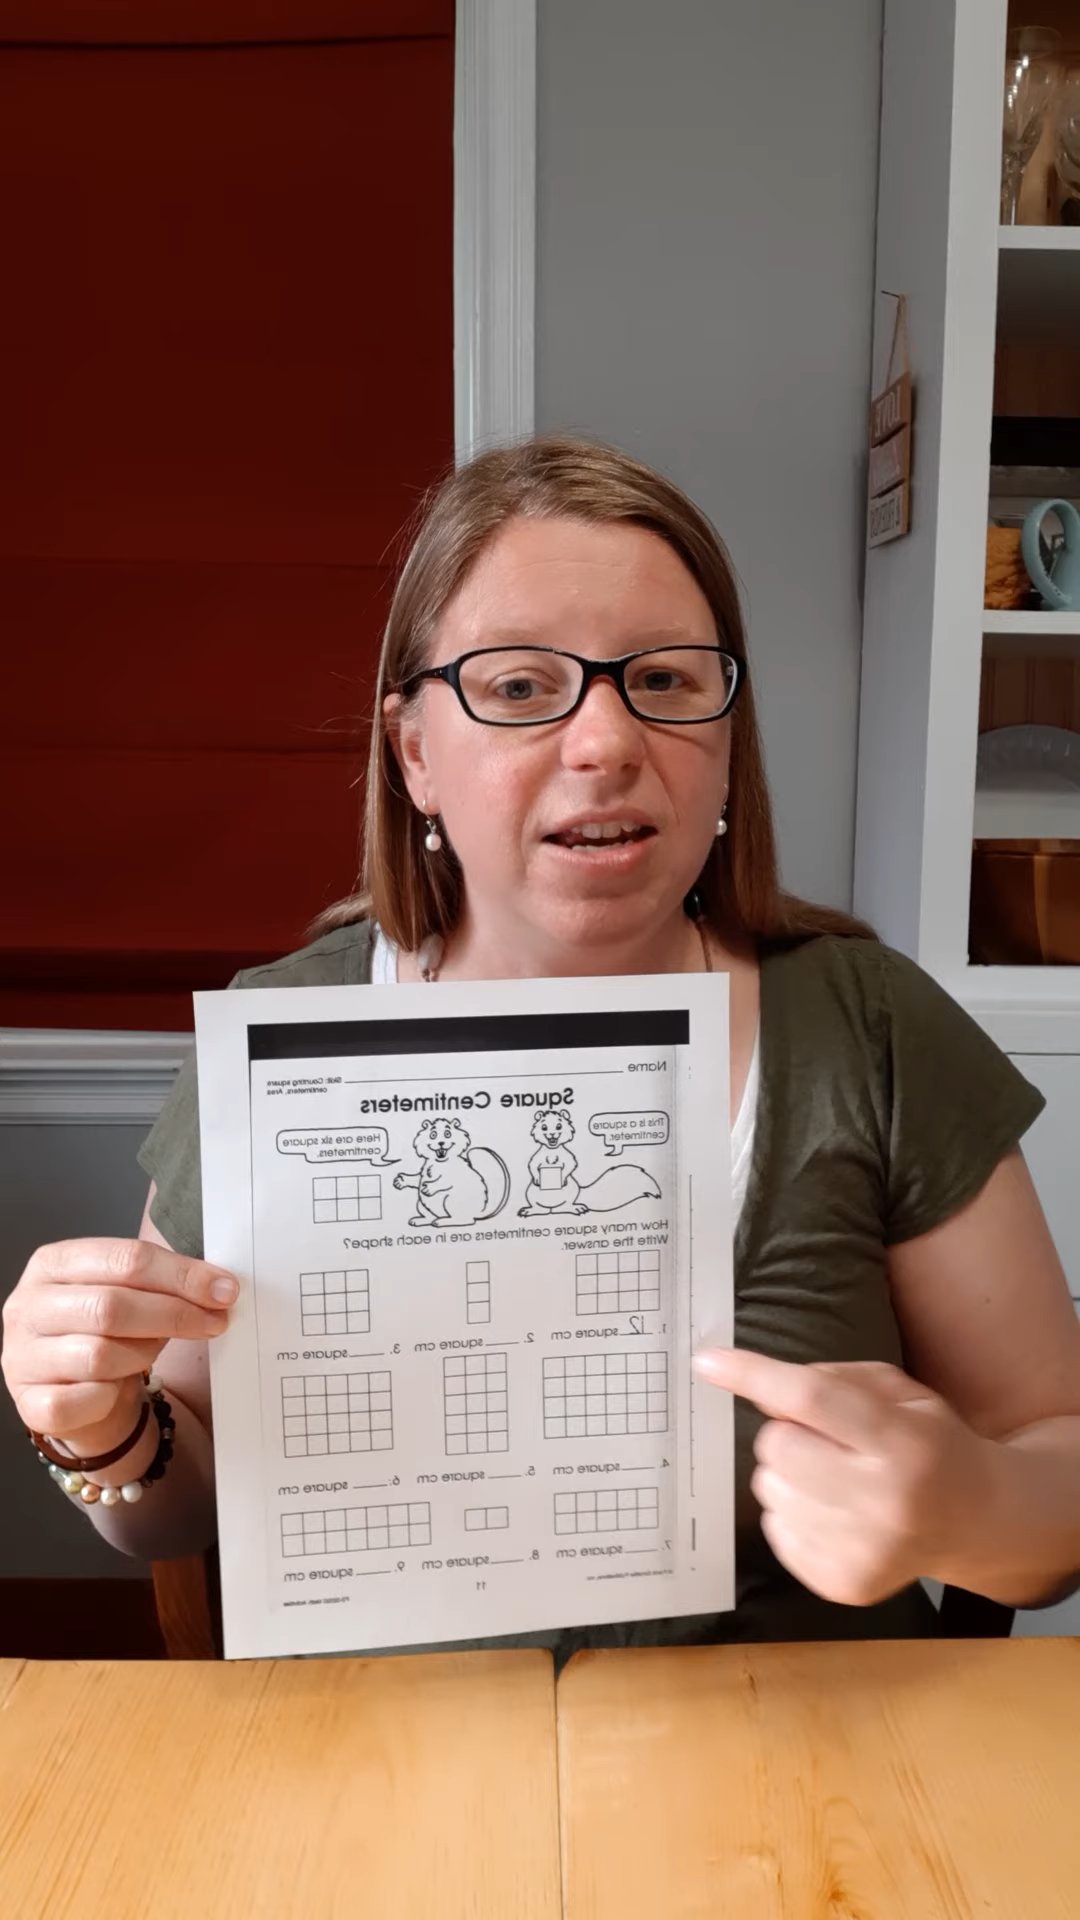 LOVE
Name
Skill: Counting square
centimeters, Area
Square Centimeters
This is a square
centimeter.
Here are six square
centimeters.
How many square centimeters are in each shape?
Write the answer.
1. 12 square cm 2. square cm 3. square cm
4. square cm 5. square cm 6. square cm
7. square cm 8. square cm 9. square cm
11